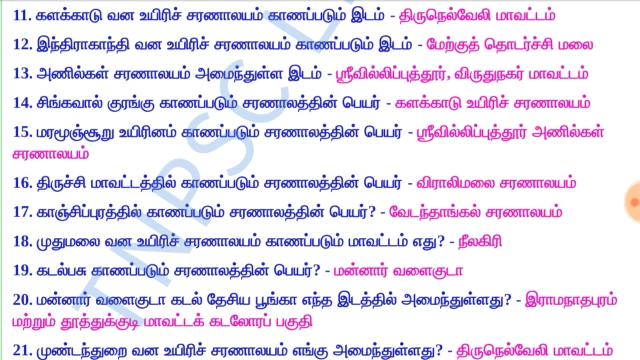 11. களக்காடு வன உயிரிச் சரணாலயம் காணப்படும் இடம் - திருநெல்வேலி மாவட்டம்
12. இந்திராகாந்தி வன உயிரிச் சரணாலயம் காணப்படும் இடம் - மேற்குத் தொடர்ச்சி மலை
13. அணில்கள் சரணாலயம் அமைந்துள்ள இடம் - ஸ்ரீவில்லிப்புத்தூர், விருதுநகர் மாவட்டம்
14. சிங்கவால் குரங்கு காணப்படும் சரணாலத்தின் பெயர் - களக்காடு உயிரிச் சரணாலயம்
15. மரமூஞ்சூறு உயிரினம் காணப்படும் சரணாலத்தின் பெயர் - ஸ்ரீவில்லிப்புத்தூர் அணில்கள்
சரணாலயம்
16. திருச்சி மாவட்டத்தில் காணப்படும் சரணாலத்தின் பெயர் - விராலிமலை சரணாலயம்
17. காஞ்சிப்புரத்தில் காணப்படும் சரணாலத்தின் பெயர்? - வேடந்தாங்கல் சரணாலயம்
18. முதுமலை வன உயிரிச் சரணாலயம் காணப்படும் மாவட்டம் எது? - நீலகிரி
19. கடல்பசு காணப்படும் சரணாலத்தின் பெயர்? - மன்னார் வளைகுடா
20. மன்னார் வளைகுடா கடல் தேசிய பூங்கா எந்த இடத்தில் அமைந்துள்ளது? - இராமநாதபுரம்
மற்றும் தூத்துக்குடி மாவட்டக் கடலோரப் பகுதி
21. முண்டந்துறை வன உயிரிச் சரணாலயம் எங்கு அமைந்துள்ளது? - திருநெல்வேலி மாவட்டம்
TNPSC